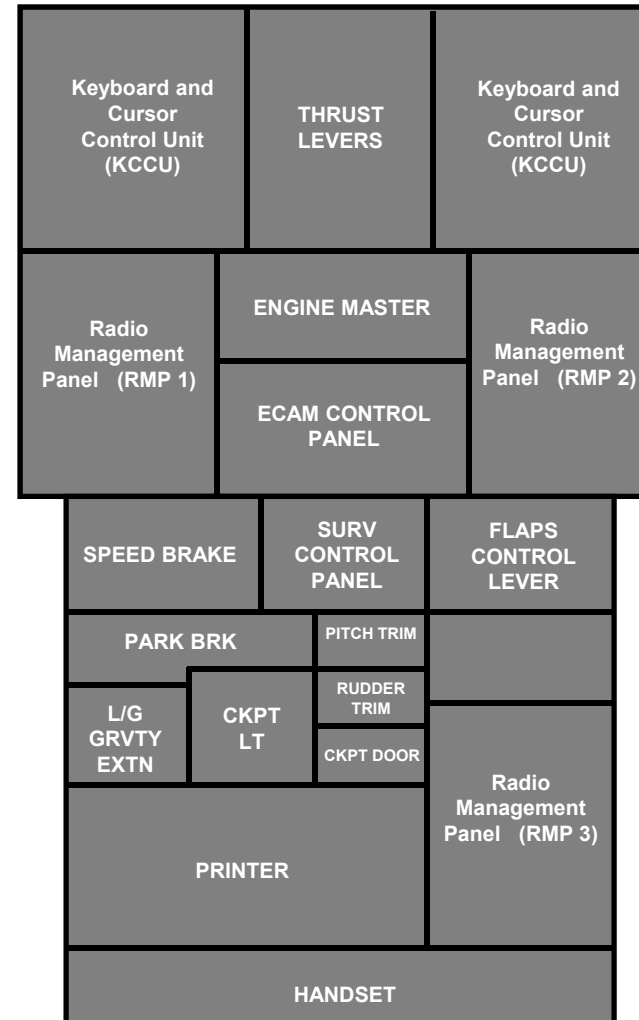 Keyboard and
Cursor
Control Unit
(KCCU)
THRUST
LEVERS
Keyboard and
Cursor
Control Unit
(KCCU)
Radio
Management
Panel (RMP 1)
ENGINE MASTER
Radio
Management
Panel (RMP 2)
ECAM CONTROL
PANEL
SPEED BRAKE
SURV
CONTROL
PANEL
FLAPS
CONTROL
LEVER
PARK BRK
PITCH TRIM
L/G
GRVTY
EXTN
CKPT
LT
RUDDER
TRIM
CKPT DOOR
Radio
Management
Panel (RMP 3)
PRINTER
HANDSET